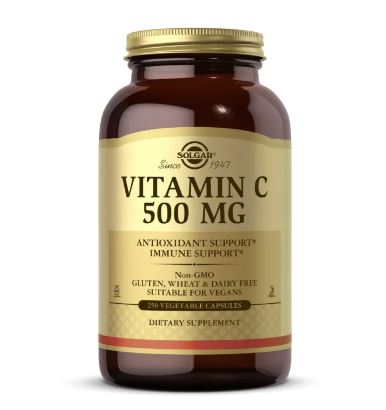 SOLGAR®
Since 1947
VITAMIN C
500 MG
ANTIOXIDANT SUPPORT*
IMMUNE SUPPORT*
Non-GMO
GLUTEN, WHEAT & DAIRY FREE
SUITABLE FOR VEGANS
250 VEGETABLE CAPSULES
DIETARY SUPPLEMENT